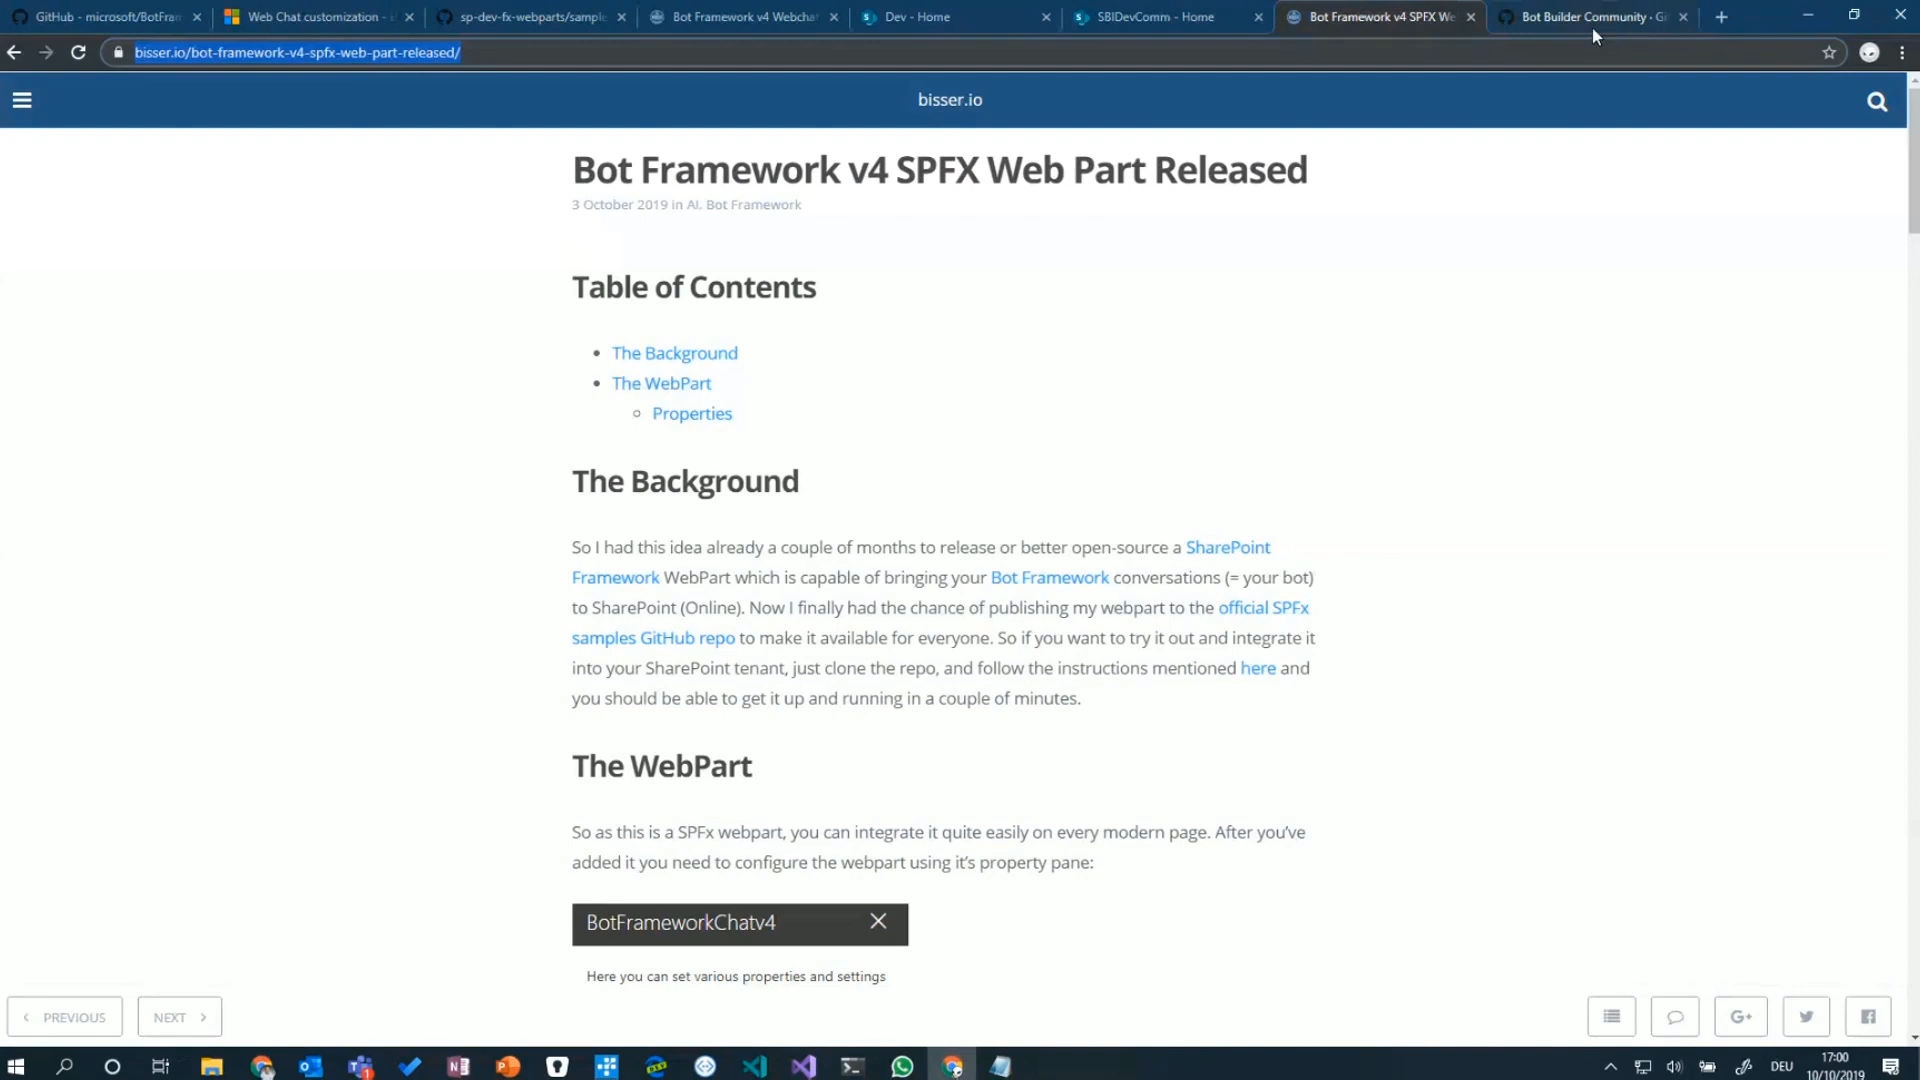 GitHub - microsoft/BotFran
Web Chat customization -
sp-dev-fx-webparts/sample
Bot Framework v4 Webcha
Dev - Home
SBIDevComm - Home
Bot Framework v4 SPFX We
Bot Builder Community · Gi
bisser.io/bot-framework-v4-spfx-web-part-released/
bisser.io
Bot Framework v4 SPFX Web Part Released
3 October 2019 in AI, Bot Framework
Table of Contents
The Background
The WebPart
Properties
The Background
So I had this idea already a couple of months to release or better open-source a SharePoint
Framework WebPart which is capable of bringing your Bot Framework conversations (= your bot)
to SharePoint (Online). Now I finally had the chance of publishing my webpart to the official SPFx
samples GitHub repo to make it available for everyone. So if you want to try it out and integrate it
into your SharePoint tenant, just clone the repo, and follow the instructions mentioned here and
you should be able to get it up and running in a couple of minutes.
The WebPart
So as this is a SPFx webpart, you can integrate it quite easily on every modern page. After you've
added it you need to configure the webpart using it's property pane:
BotFrameworkChatv4
Here you can set various properties and settings
PREVIOUS
NEXT
G+
DEU
17:00
10/10/2019